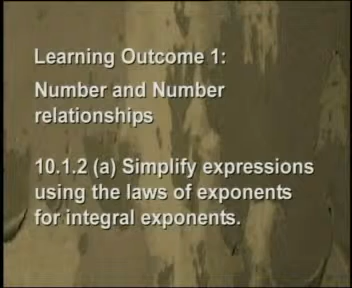 Learning Outcome 1:
Number and Number
relationships
10.1.2 (a) Simplify expressions
using the laws of exponents
for integral exponents.